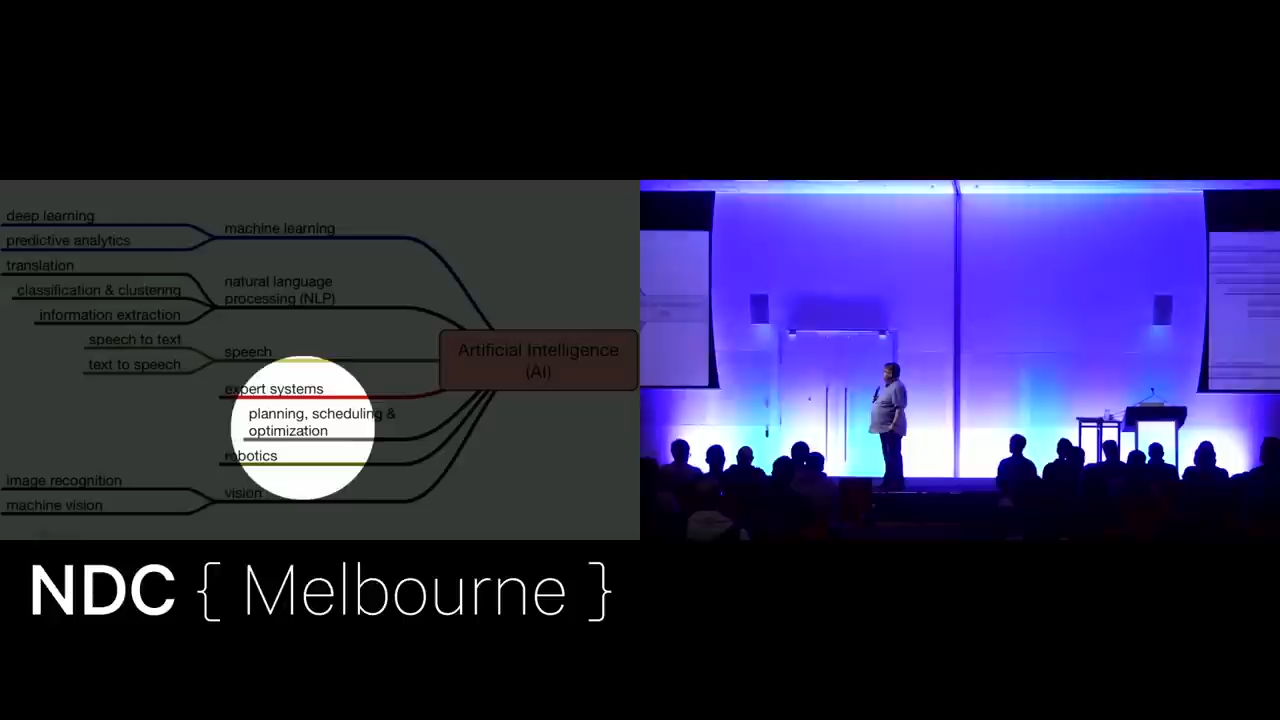 deep learning
predictive analytics
machine learning
translation
classification & clustering
information extraction
natural language
processing (NLP)
speech to text
text to speech
speech
expert systems
planning, scheduling &
optimization
robotics
image recognition
machine vision
vision
Artificial Intelligence
(AI)
NDC { Melbourne }